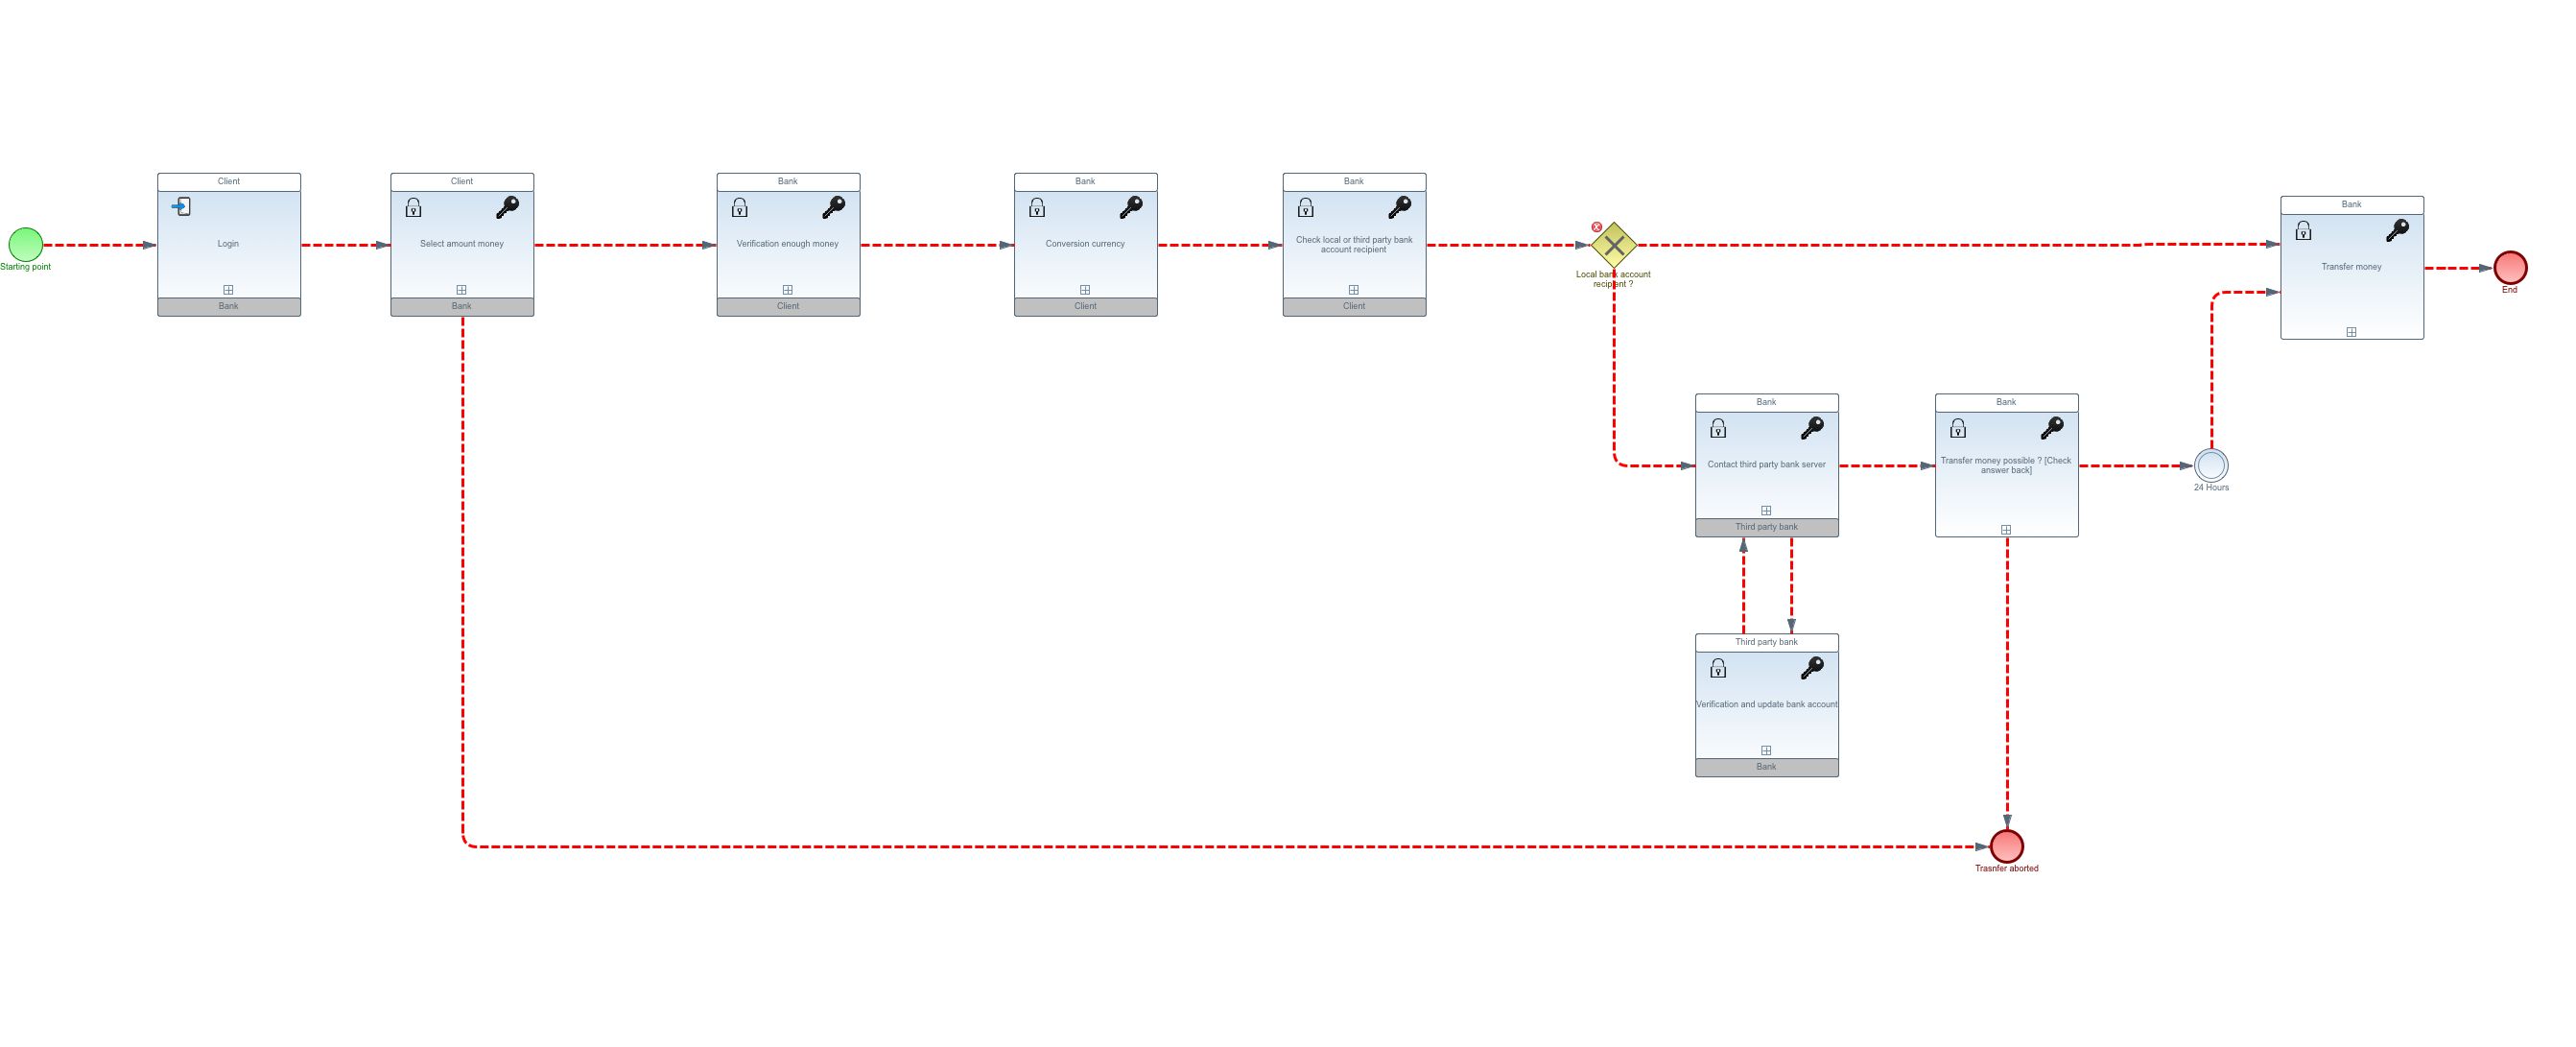 Client
Login
Bank
Client
Select amount money
Bank
Bank
Verification enough money
Client
Bank
Conversion currency
Client
Bank
Check local or third party bank
account recipient
Client
Local bank account
recipient ?
Bank
Transfer money
Starting point
End
Bank
Contact third party bank server
Third party bank
Bank
Transfer money possible ? [Check
answer back]
24 Hours
Third party bank
Verification and update bank account
Bank
Trasnfer aborted